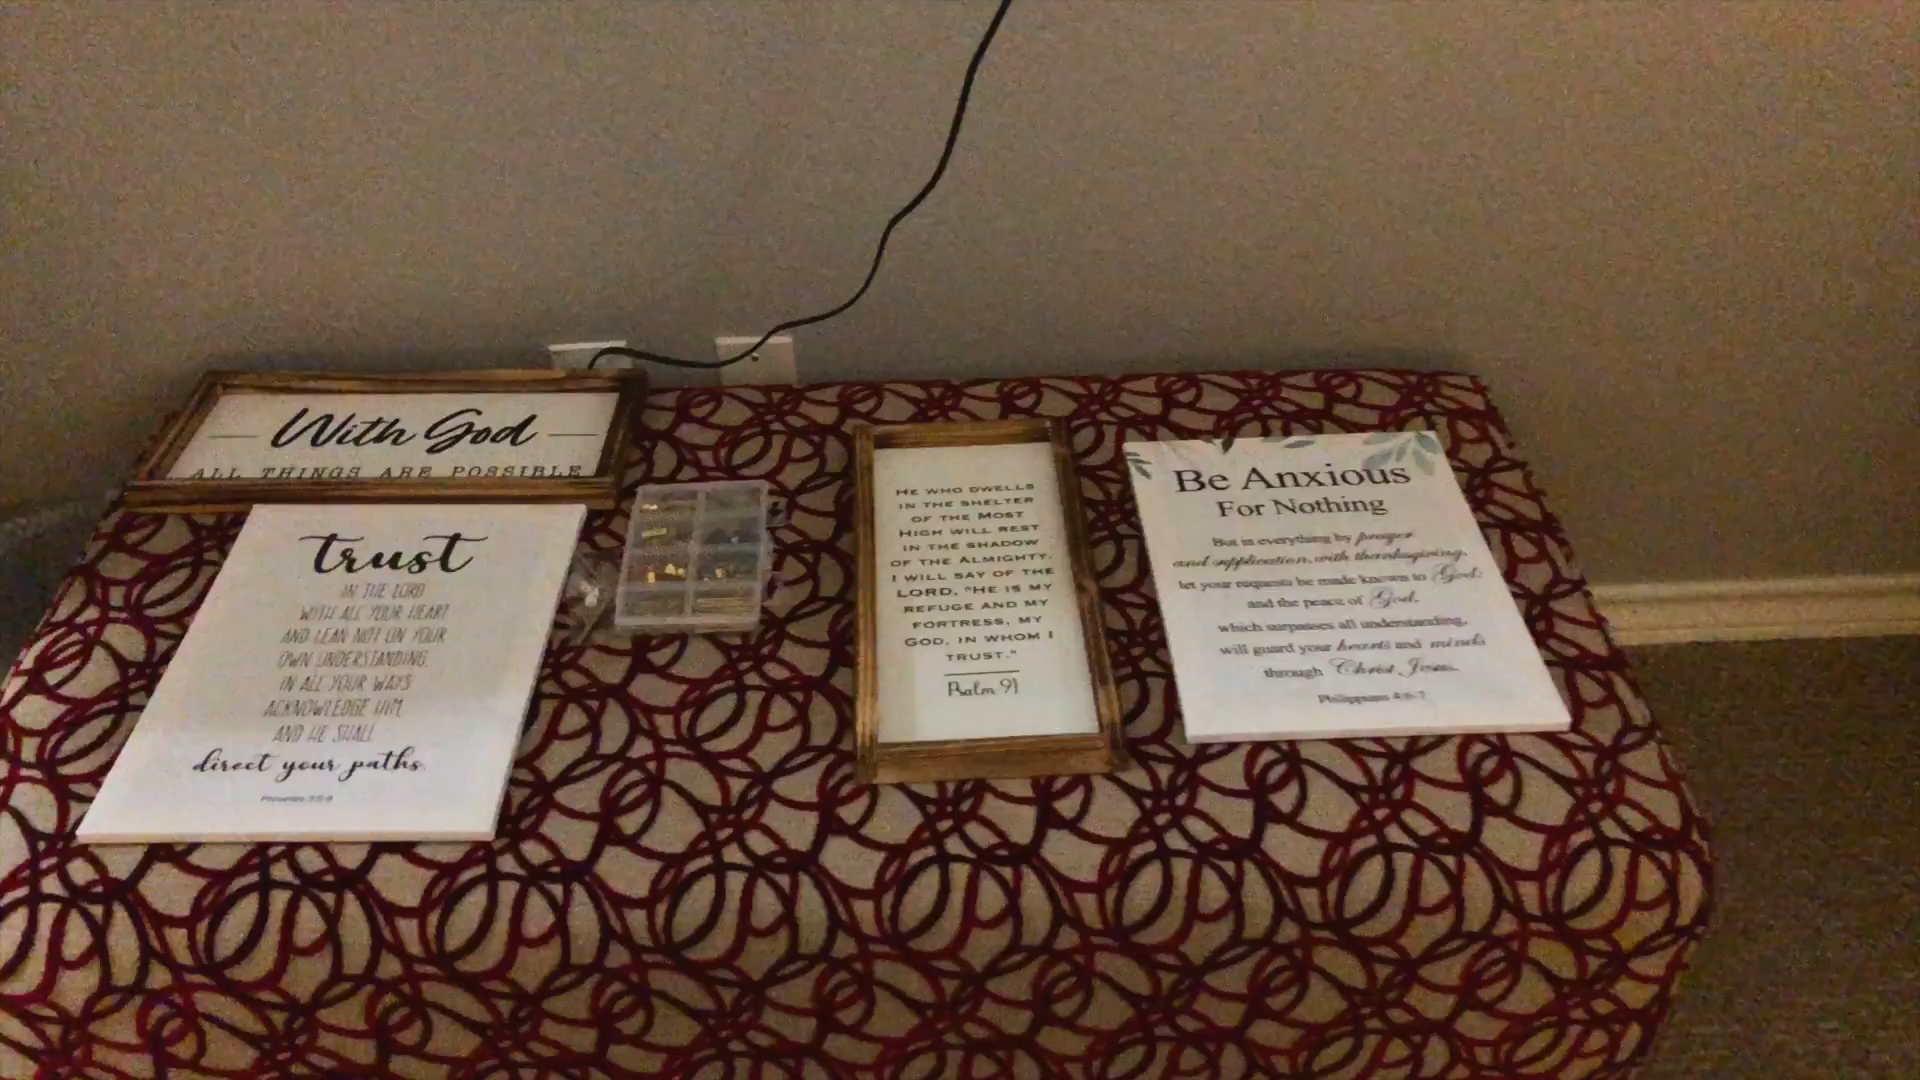 With God
ALL THINGS ARE POSSIBLE
trust
IN THE LORD
WITH ALL YOUR HEART
AND LEAN NOT ON YOUR
OWN UNDERSTANDING.
IN ALL YOUR WAYS
ACKNOWLEDGE HIM,
AND HE SHALL
direct your paths.
Proverbs 3:5-6
HE WHO DWELLS
IN THE SHELTER
OF THE MOST
HIGH WILL REST
IN THE SHADOW
OF THE ALMIGHTY.
I WILL SAY OF THE
LORD, "HE IS MY
REFUGE AND MY
FORTRESS, MY
GOD, IN WHOM I
TRUST."
Psalm 91
Be Anxious
For Nothing
But in everything by prayer
and supplication, with thanksgiving,
let your requests be made known to God;
and the peace of God,
which surpasses all understanding,
will guard your hearts and minds
through Christ Jesus.
Philippians 4:6-7